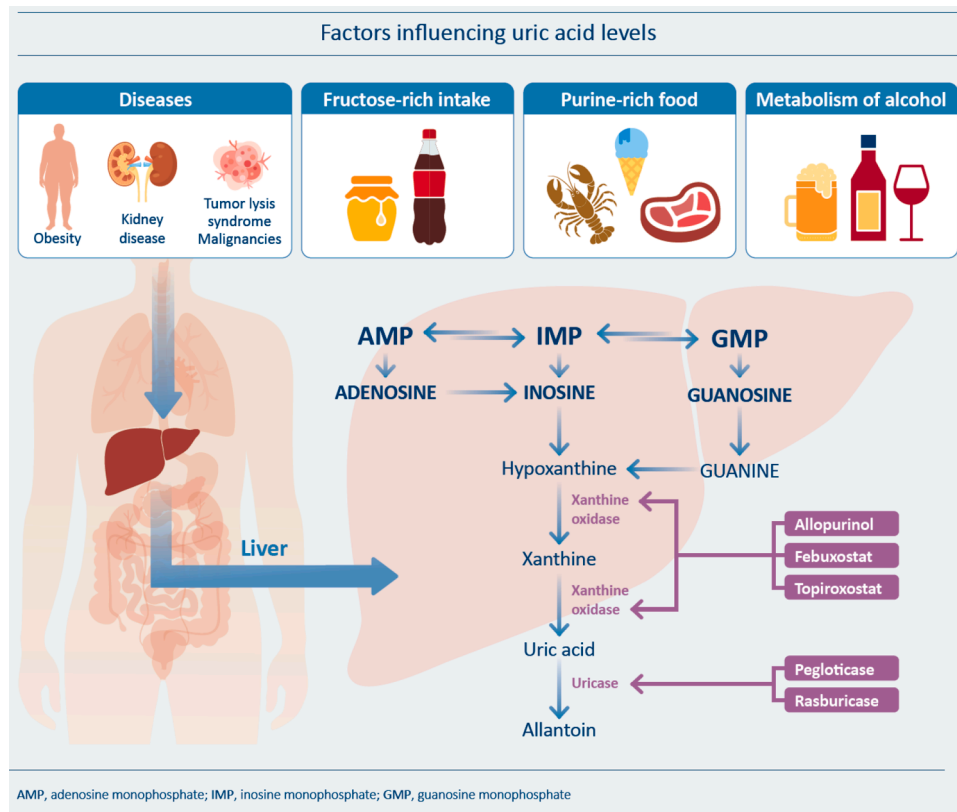 Factors influencing uric acid levels
Diseases
Obesity
Kidney
disease
Tumor lysis
syndrome
Malignancies
Fructose-rich intake
Purine-rich food
Metabolism of alcohol
AMP
IMP
GMP
ADENOSINE
INOSINE
GUANOSINE
Hypoxanthine
GUANINE
Xanthine
oxidase
Allopurinol
Febuxostat
Topiroxostat
Liver
Xanthine
Xanthine
oxidase
Uric acid
Uricase
Pegloticase
Rasburicase
Allantoin
AMP, adenosine monophosphate; IMP, inosine monophosphate; GMP, guanosine monophosphate